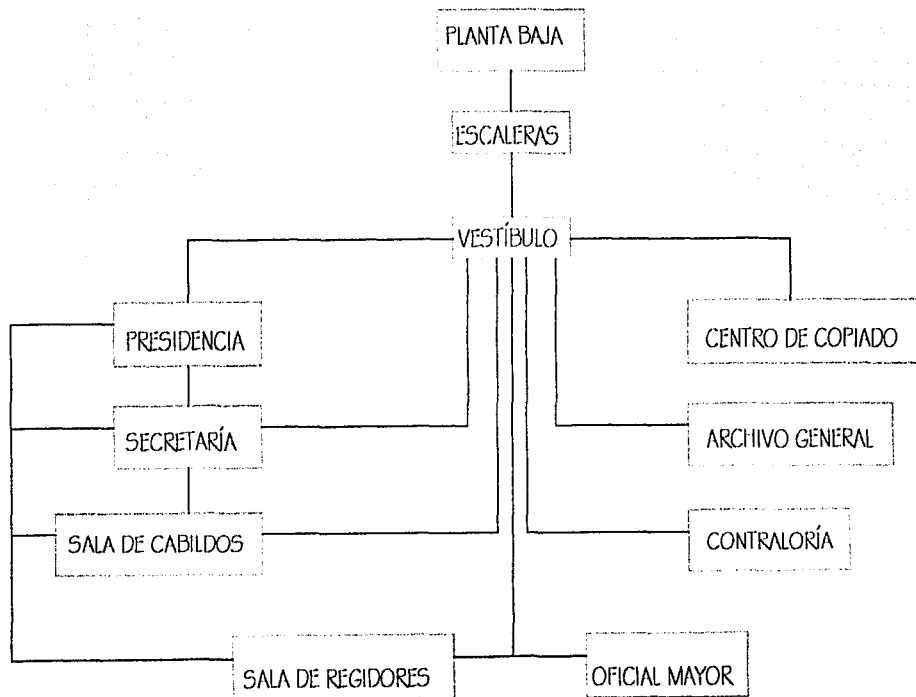 PLANTA BAJA
ESCALERAS
VESTÍBULO
PRESIDENCIA
CENTRO DE COPIADO
SECRETARÍA
ARCHIVO GENERAL
SALA DE CABILDOS
CONTRALORÍA
SALA DE REGIDORES
OFICIAL MAYOR